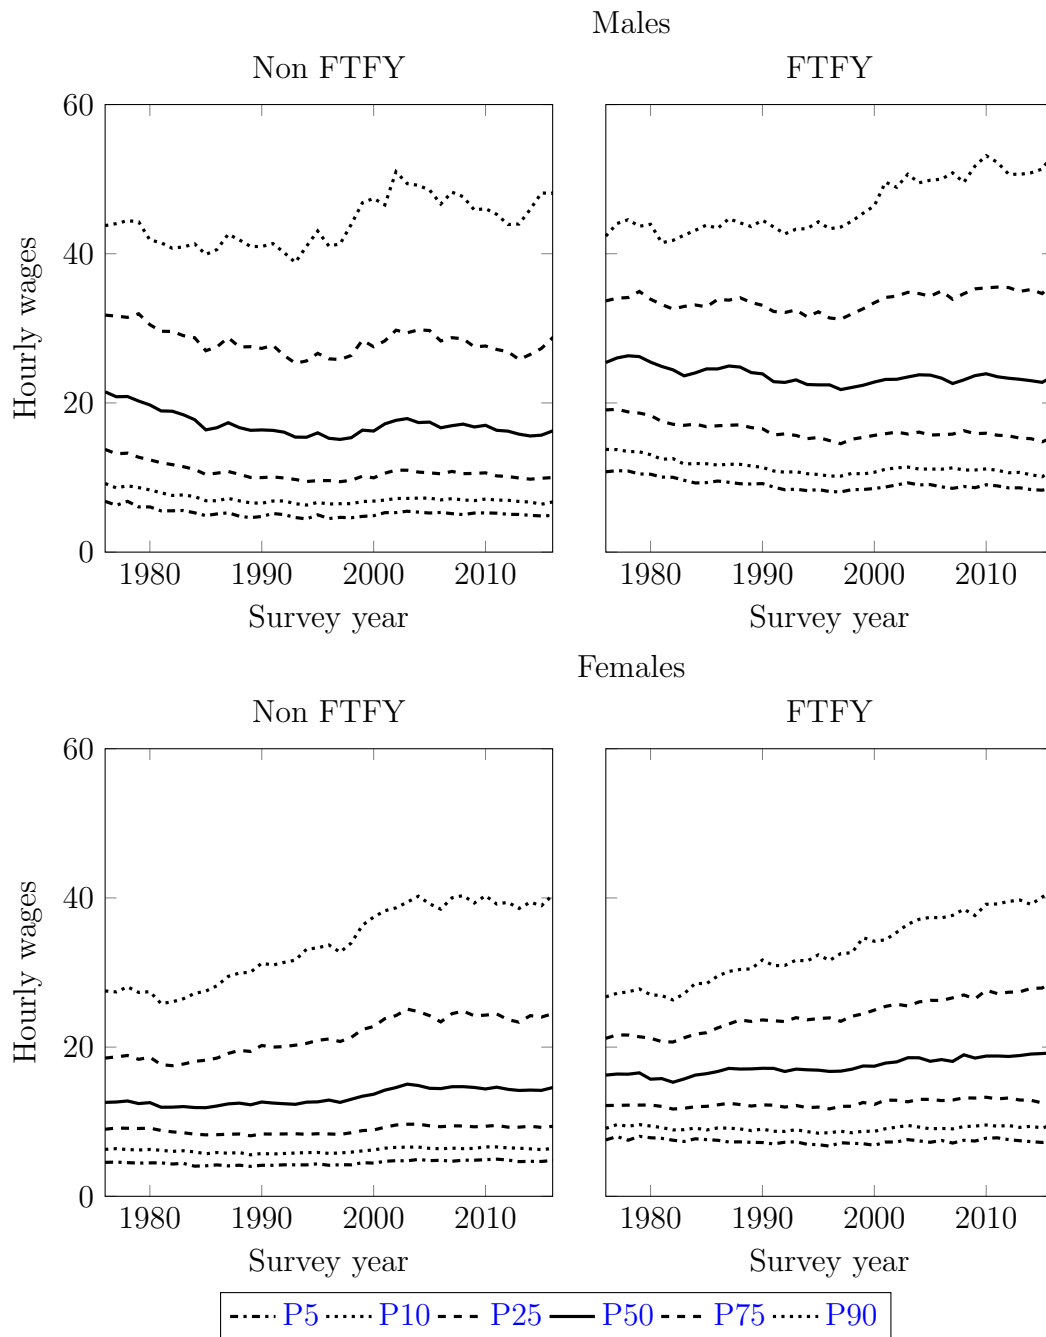 Males
Non FTFY
FTFY
60
40
20
0
Hourly wages
1980 1990 2000 2010
1980 1990 2000 2010
Survey year
Survey year
Females
Non FTFY
FTFY
60
40
20
0
Hourly wages
1980 1990 2000 2010
1980 1990 2000 2010
Survey year
Survey year
P5 P10 P25 P50 P75 P90